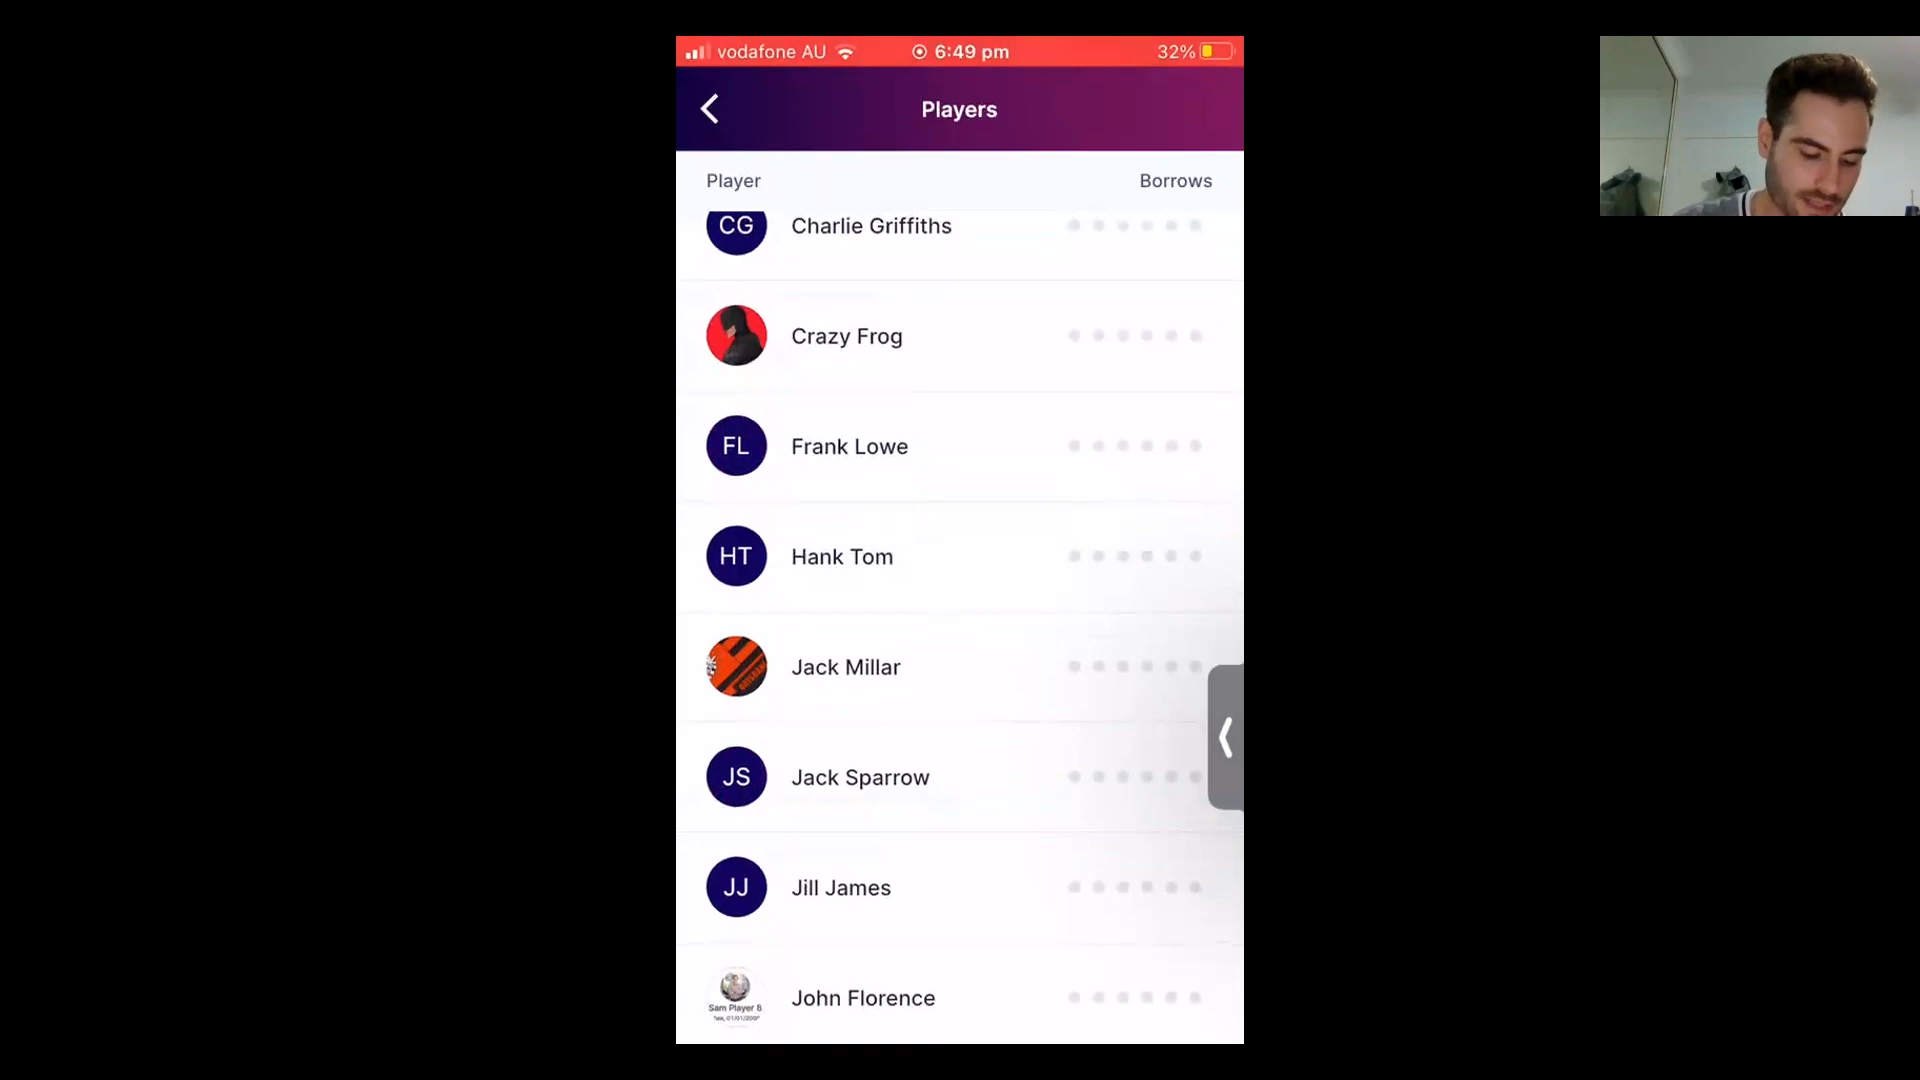 vodafone AU 6:49 pm 32%
Players
Player Borrows
CG Charlie Griffiths
Crazy Frog
FL Frank Lowe
HT Hank Tom
Jack Millar
JS Jack Sparrow
JJ Jill James
John Florence
Sam Player 8